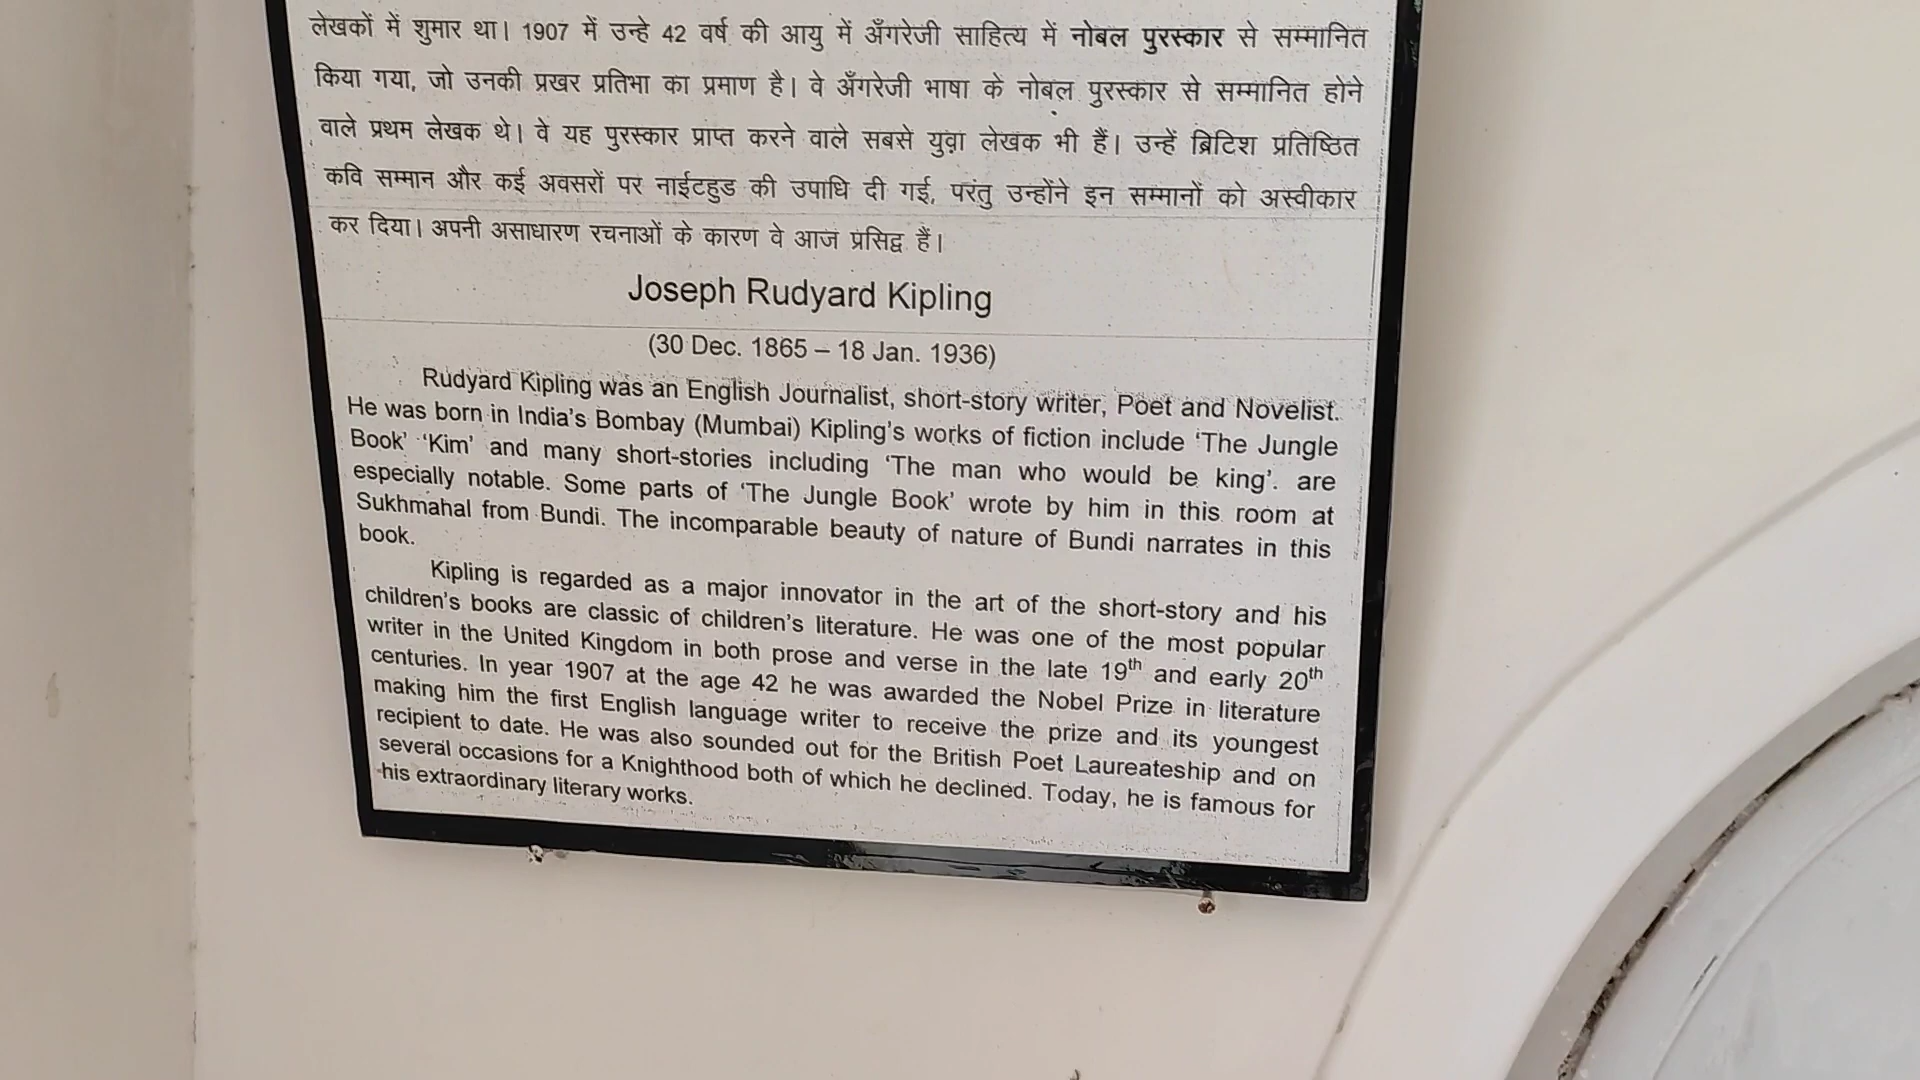 लेखकों में शुमार था। 1907 में उन्हे 42 वर्ष की आयु में अँगरेजी साहित्य में नोबल पुरस्कार से सम्मानित
किया गया, जो उनकी प्रखर प्रतिभा का प्रमाण है। वे अँगरेजी भाषा के नोबल पुरस्कार से सम्मानित होने
वाले प्रथम लेखक थे। वे यह पुरस्कार प्राप्त करने वाले सबसे युवा लेखक भी हैं। उन्हें ब्रिटिश प्रतिष्ठित
कवि सम्मान और कई अवसरों पर नाईटहुड की उपाधि दी गई, परंतु उन्होंने इन सम्मानों को अस्वीकार
कर दिया। अपनी असाधारण रचनाओं के कारण वे आज प्रसिद्व हैं।
Joseph Rudyard Kipling
(30 Dec. 1865 – 18 Jan. 1936)
Rudyard Kipling was an English Journalist, short-story writer, Poet and Novelist.
He was born in India's Bombay (Mumbai) Kipling's works of fiction include 'The Jungle
Book' 'Kim' and many short-stories including 'The man who would be king'. are
especially notable. Some parts of 'The Jungle Book' wrote by him in this room at
Sukhmahal from Bundi. The incomparable beauty of nature of Bundi narrates in this
book.
Kipling is regarded as a major innovator in the art of the short-story and his
children's books are classic of children's literature. He was one of the most popular
writer in the United Kingdom in both prose and verse in the late 19th and early 20th
centuries. In year 1907 at the age 42 he was awarded the Nobel Prize in literature
making him the first English language writer to receive the prize and its youngest
recipient to date. He was also sounded out for the British Poet Laureateship and on
several occasions for a Knighthood both of which he declined. Today, he is famous for
his extraordinary literary works.